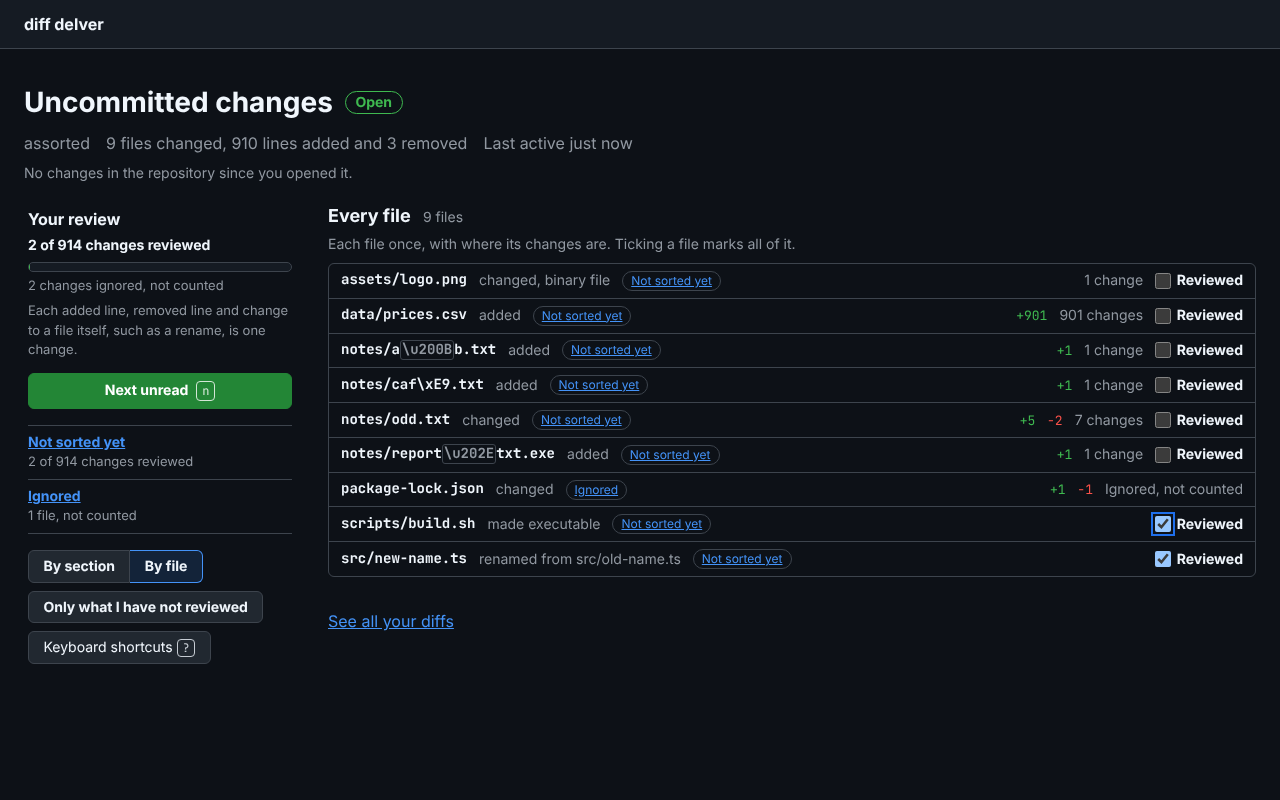 diff delver
Uncommitted changes Open
assorted 9 files changed, 910 lines added and 3 removed Last active just now
No changes in the repository since you opened it.
Your review
2 of 914 changes reviewed
2 changes ignored, not counted
Each added line, removed line and change
to a file itself, such as a rename, is one
change.
Next unread n
Not sorted yet
2 of 914 changes reviewed
Ignored
1 file, not counted
By section By file
Only what I have not reviewed
Keyboard shortcuts ?
Every file 9 files
Each file once, with where its changes are. Ticking a file marks all of it.
assets/logo.png changed, binary file Not sorted yet 1 change Reviewed
data/prices.csv added Not sorted yet +901 901 changes Reviewed
notes/a\u200Bb.txt added Not sorted yet +1 1 change Reviewed
notes/caf\xE9.txt added Not sorted yet +1 1 change Reviewed
notes/odd.txt changed Not sorted yet +5 -2 7 changes Reviewed
notes/report\u202Etxt.exe added Not sorted yet +1 1 change Reviewed
package-lock.json changed Ignored +1 -1 Ignored, not counted
scripts/build.sh made executable Not sorted yet Reviewed
src/new-name.ts renamed from src/old-name.ts Not sorted yet Reviewed
See all your diffs